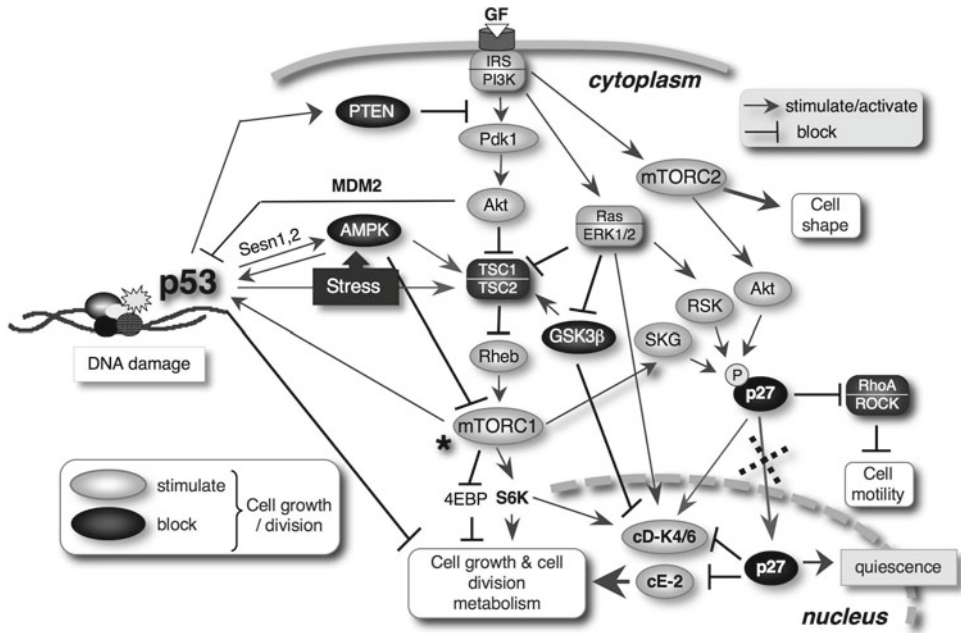 GF
IRS
PI3K
cytoplasm
stimulate/activate
block
PTEN
Pdk1
mTORC2
MDM2
Akt
Cell
shape
Ras
ERK1/2
Sesn1,2
AMPK
p53
Stress
TSC1
TSC2
Akt
RSK
GSK3β
SKG
DNA damage
Rheb
P
p27
RhoA
ROCK
mTORC1
*
stimulate
block
Cell growth
/ division
4EBP
S6K
Cell
motility
cD-K4/6
Cell growth & cell
division
metabolism
cE-2
p27
quiescence
nucleus